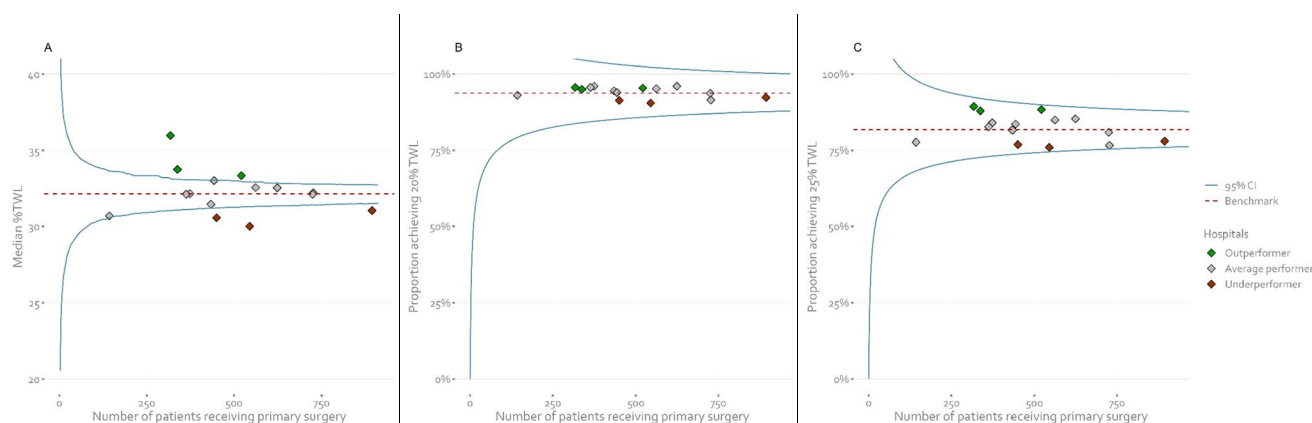 A
40
35
30
25
20
Median %TWL
0
250
500
750
Number of patients receiving primary surgery
B
100%
75%
50%
25%
0%
Proportion achieving 20% TWL
0
250
500
750
Number of patients receiving primary surgery
C
100%
75%
50%
25%
0%
Proportion achieving 25% TWL
0
250
500
750
Number of patients receiving primary surgery
95% CI
Benchmark
Hospitals
Outperformer
Average performer
Underperformer